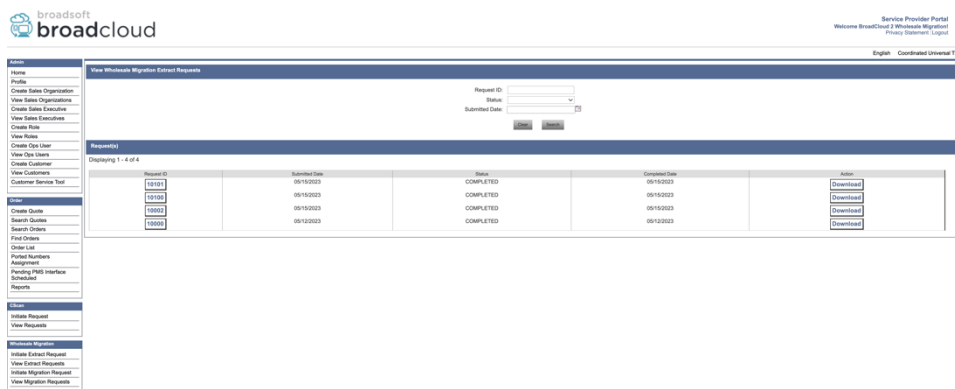 broadsoft
broadcloud
Service Provider Portal
Welcome BroadCloud 2 Wholesale Migration!
Privacy Statement Logout
English Coordinated Universal T
Admin
Home
Profile
Create Sales Organization
View Sales Organizations
Create Sales Executive
View Sales Executives
Create Role
View Roles
Create Ops User
View Ops Users
Create Customer
View Customers
Customer Service Tool
Order
Create Quote
Search Quotes
Search Orders
Find Orders
Order List
Ported Numbers
Assignment
Pending PMS Interface
Scheduled
Reports
CScan
Initiate Request
View Requests
Wholesale Migration
Initiate Extract Request
View Extract Requests
Initiate Migration Request
View Migration Requests
View Wholesale Migration Extract Requests
Request ID:
Status:
Submitted Date:
Clear Search
Request(s)
Displaying 1 - 4 of 4
Request ID Submitted Date Status Completed Date Action
10101 05/15/2023 COMPLETED 05/15/2023 Download
10100 05/15/2023 COMPLETED 05/15/2023 Download
10002 05/15/2023 COMPLETED 05/15/2023 Download
10000 05/12/2023 COMPLETED 05/12/2023 Download